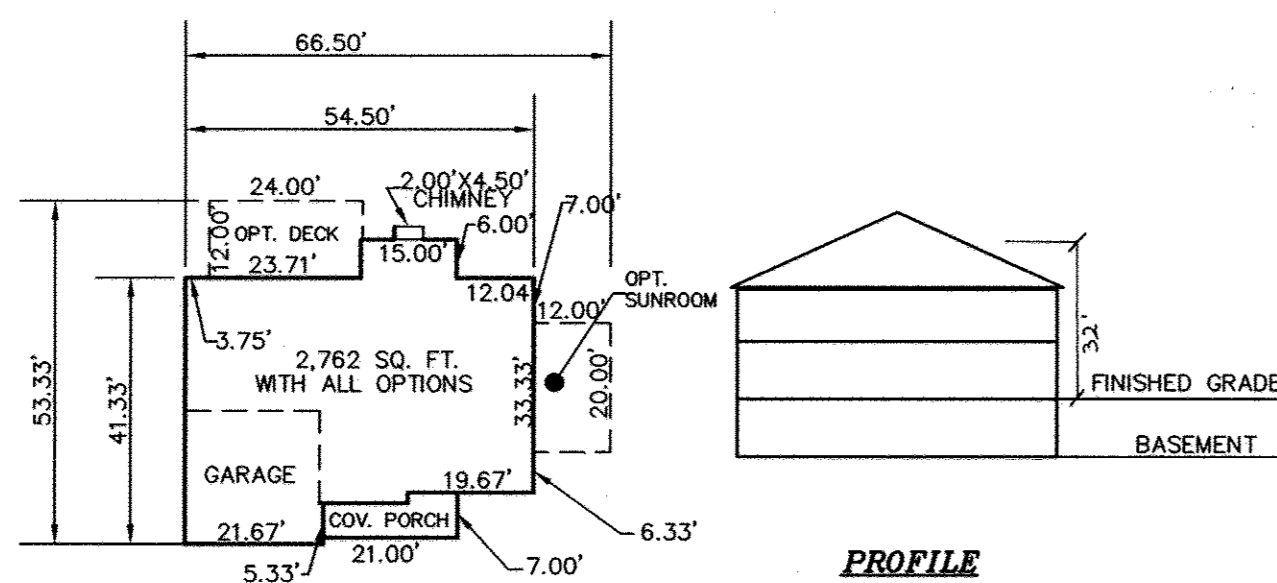 66.50'
54.50'
24.00'
2.00'X4.50'
CHIMNEY
7.00'
6.00'
12.00'
OPT. DECK
15.00'
23.71'
OPT.
SUNROOM
12.04'
12.00'
3.75'
2,762 SQ. FT.
WITH ALL OPTIONS
53.33'
41.33'
33.33'
20.00'
32'
FINISHED GRADE
BASEMENT
GARAGE
19.67'
COV. PORCH
21.67'
21.00'
6.33'
5.33'
7.00'
PROFILE